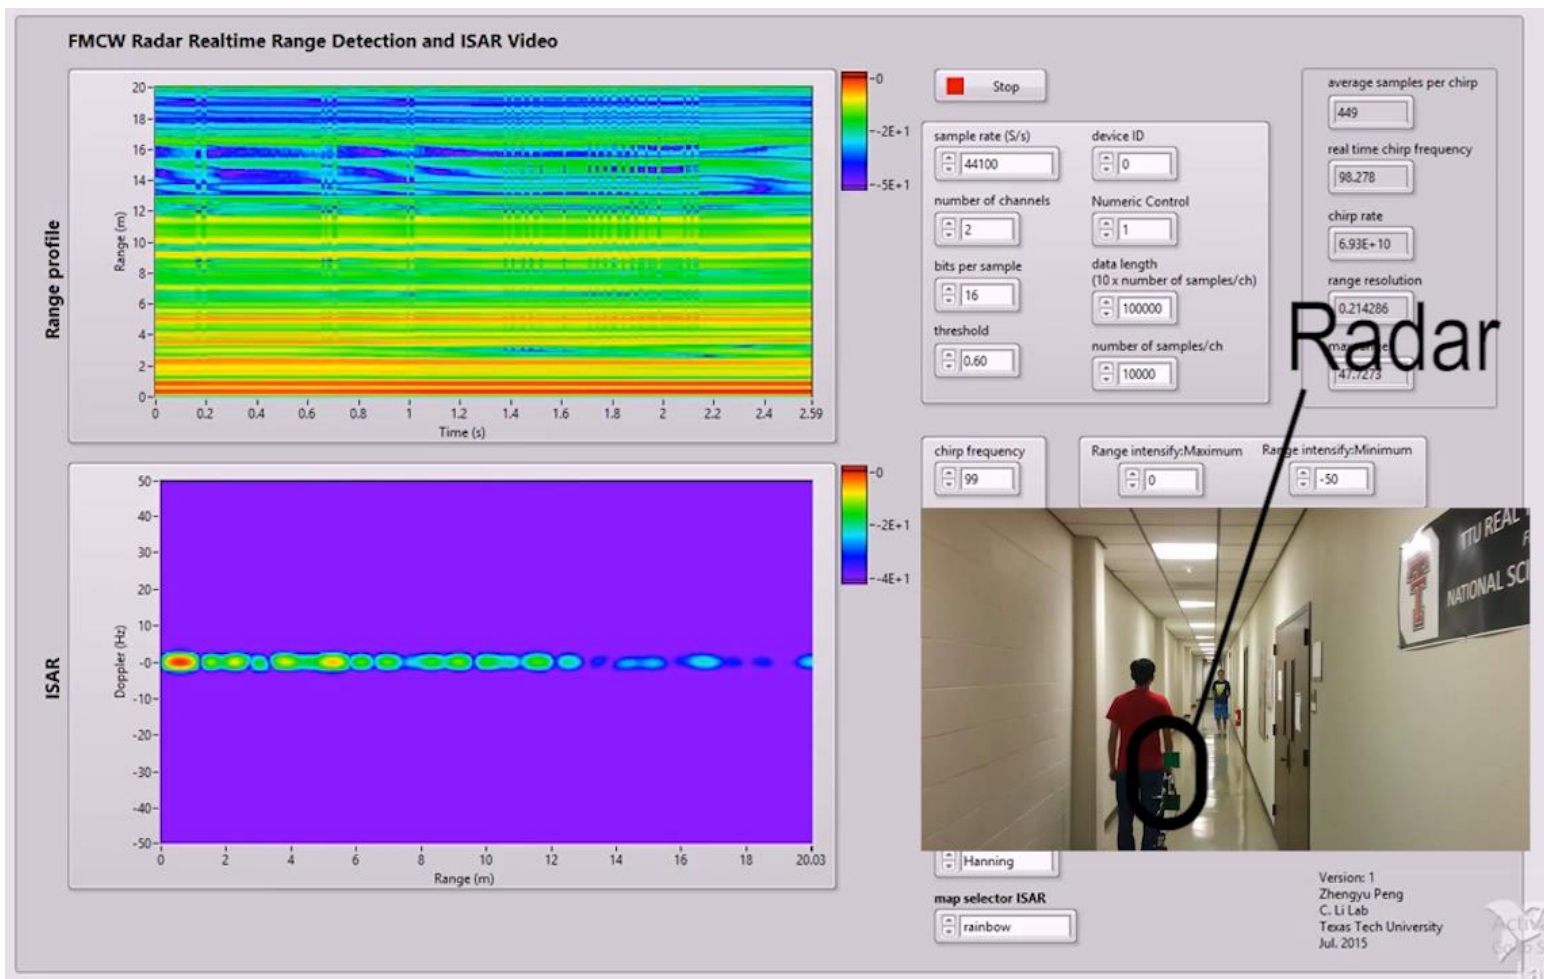 FMCW Radar Realtime Range Detection and ISAR Video
Range profile
Range (m)
20
18
16
14
12
10
8
6
4
2
0
0 0.2 0.4 0.6 0.8 1 1.2 1.4 1.6 1.8 2 2.2 2.4 2.59
Time (s)
-0
-2E+1
-5E+1
ISAR
Doppler (Hz)
50
40
30
20
10
-0
-10
-20
-30
-40
-50
0 2 4 6 8 10 12 14 16 18 20.03
Range (m)
-0
-2E+1
-4E+1
Stop
sample rate (S/s)
44100
device ID
0
number of channels
2
Numeric Control
1
bits per sample
16
data length
(10 x number of samples/ch)
100000
threshold
0.60
number of samples/ch
10000
average samples per chirp
449
real time chirp frequency
98.278
chirp rate
6.93E+10
range resolution
0.214286
Radar
47.7273
chirp frequency
99
Range intensify:Maximum
0
Range intensify:Minimum
-50
TTU REAL
NATIONAL SCI
Hanning
map selector ISAR
rainbow
Version: 1
Zhengyu Peng
C. Li Lab
Texas Tech University
Jul. 2015